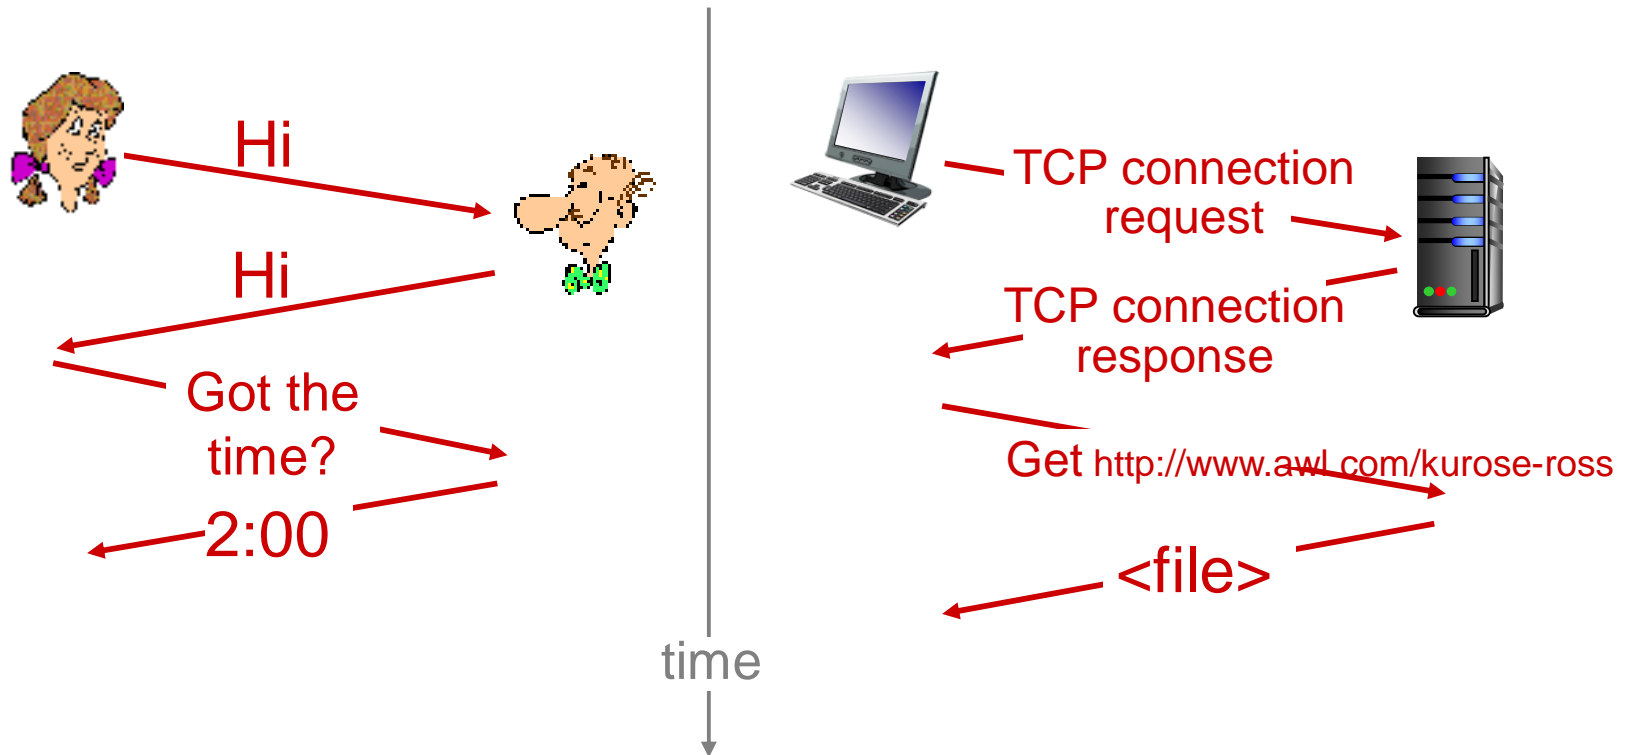 Hi
Hi
Got the
time?
2:00
TCP connection
request
TCP connection
response
Get http://www.awl.com/kurose-ross
<file>
time